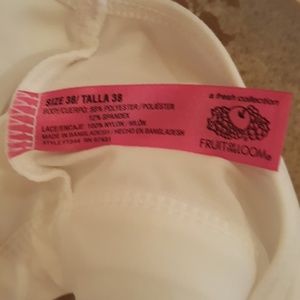 SIZE 38/ TALLA 38
BODY/CUERPO: 88% POLYESTER/ POLIÉSTER
12% SPANDEX
LACE/ENCAJE: 100% NYLON / NILÓN
MADE IN BANGLADESH / HECHO EN BANGLADESH
a fresh collection
FRUIT OF THE LOOM®